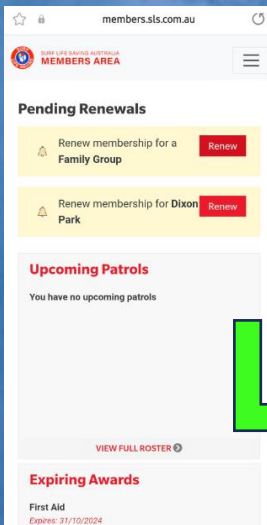 members.sls.com.au
SURF LIFE SAVING AUSTRALIA
MEMBERS AREA
Pending Renewals
Renew membership for a
Family Group
Renew
Renew membership for Dixon
Park
Renew
Upcoming Patrols
You have no upcoming patrols
VIEW FULL ROSTER
Expiring Awards
First Aid
Expires: 31/10/2024